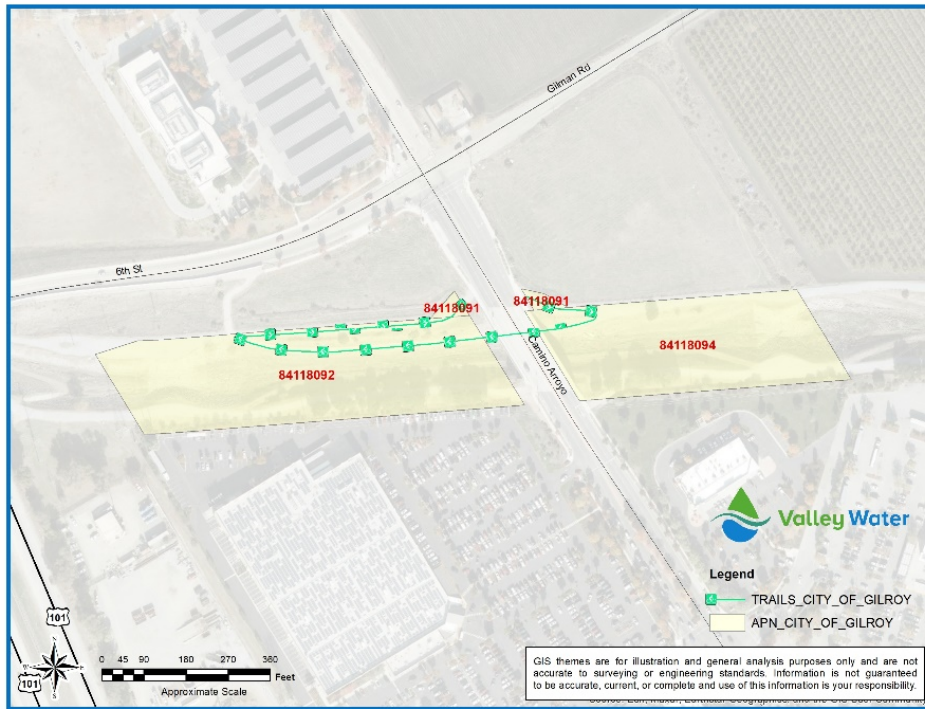 Gilman Rd
6th St
84118091
84118091
84118094
84118092
Camino Arroyo
Valley Water
Legend
TRAILS_CITY_OF_GILROY
APN_CITY_OF_GILROY
101
101
N
S
0 45 90 180 270 360
Feet
Approximate Scale
GIS themes are for illustration and general analysis purposes only and are not
accurate to surveying or engineering standards. Information is not guaranteed
to be accurate, current, or complete and use of this information is your responsibility.